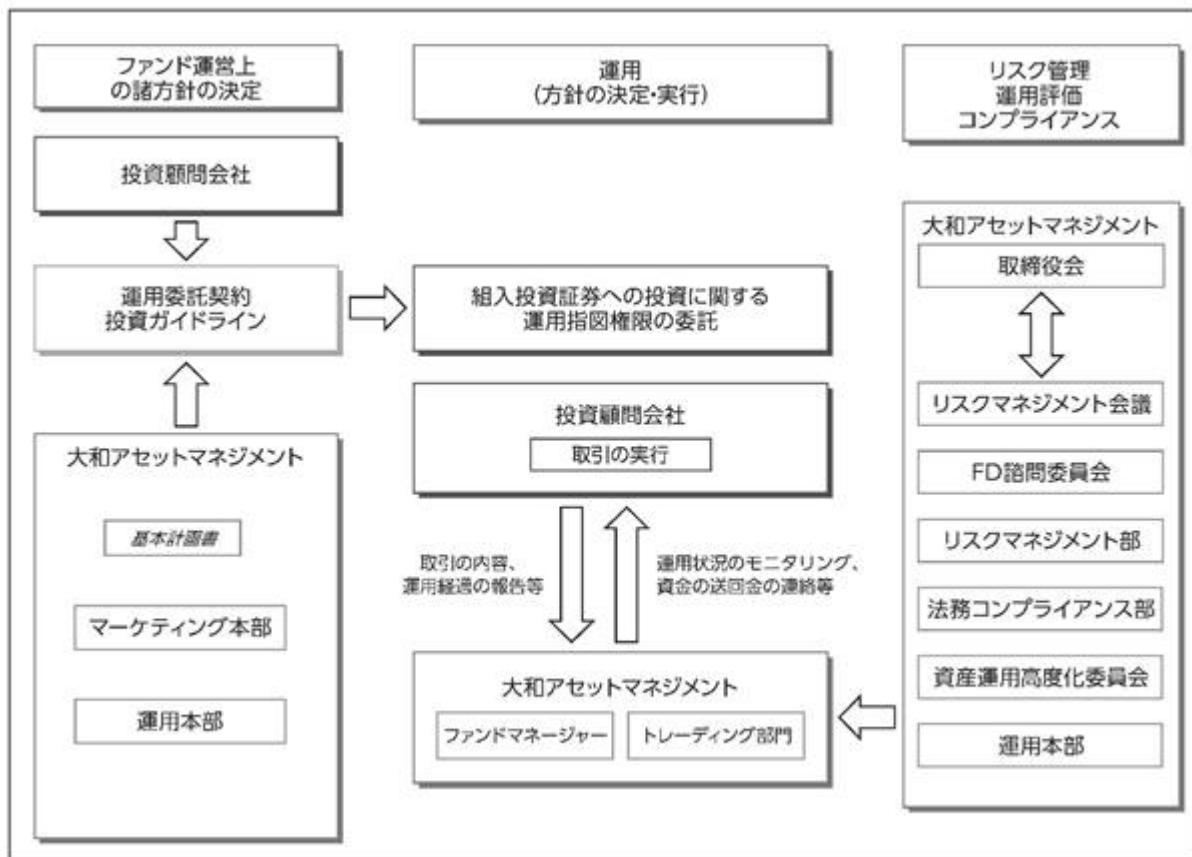 ファンド運営上
の諸方針の決定
投資顧問会社
運用委託契約
投資ガイドライン
大和アセットマネジメント
基本計画書
マーケティング本部
運用本部
運用
(方針の決定・実行)
組入投資証券への投資に関する
運用指図権限の委託
投資顧問会社
取引の実行
取引の内容、
運用経過の報告等
運用状況のモニタリング、
資金の送回金の連絡等
大和アセットマネジメント
ファンドマネージャー
トレーディング部門
リスク管理
運用評価
コンプライアンス
大和アセットマネジメント
取締役会
リスクマネジメント会議
FD諮問委員会
リスクマネジメント部
法務コンプライアンス部
資産運用高度化委員会
運用本部